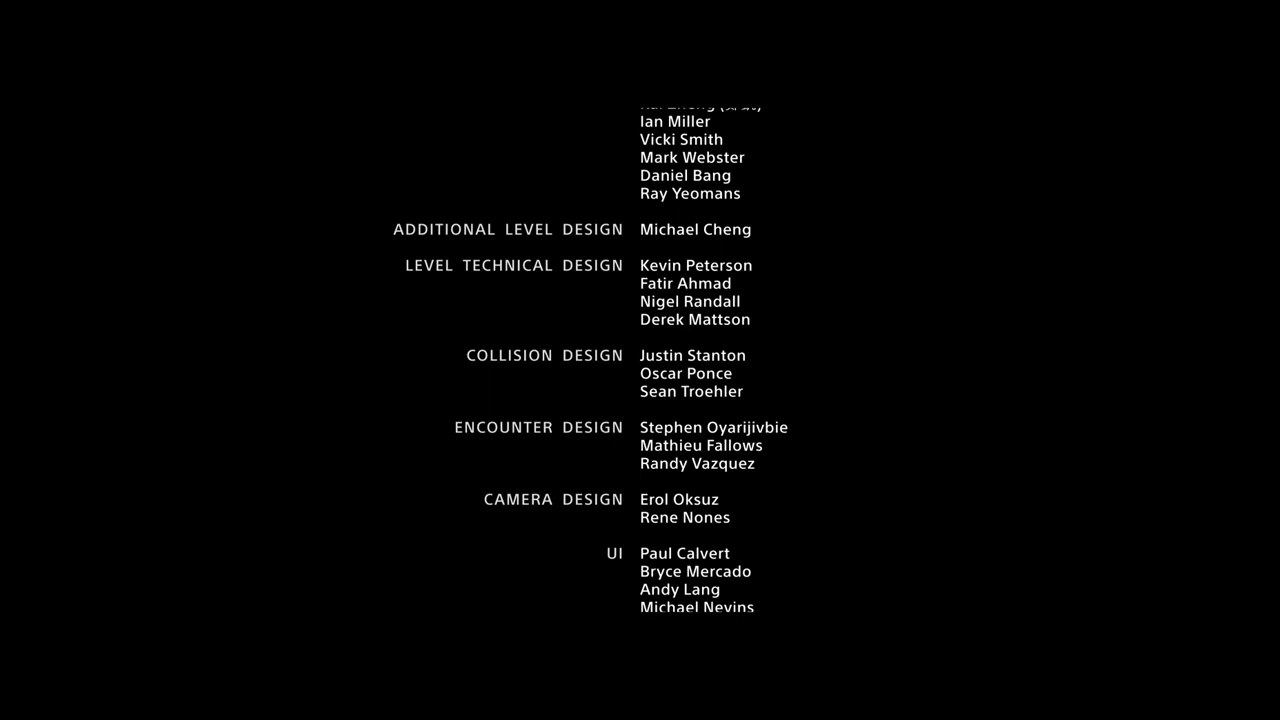 Ian Miller
Vicki Smith
Mark Webster
Daniel Bang
Ray Yeomans
ADDITIONAL LEVEL DESIGN Michael Cheng
LEVEL TECHNICAL DESIGN Kevin Peterson
Fatir Ahmad
Nigel Randall
Derek Mattson
COLLISION DESIGN Justin Stanton
Oscar Ponce
Sean Troehler
ENCOUNTER DESIGN Stephen Oyarijivbie
Mathieu Fallows
Randy Vazquez
CAMERA DESIGN Erol Oksuz
Rene Nones
UI Paul Calvert
Bryce Mercado
Andy Lang
Michael Nevins